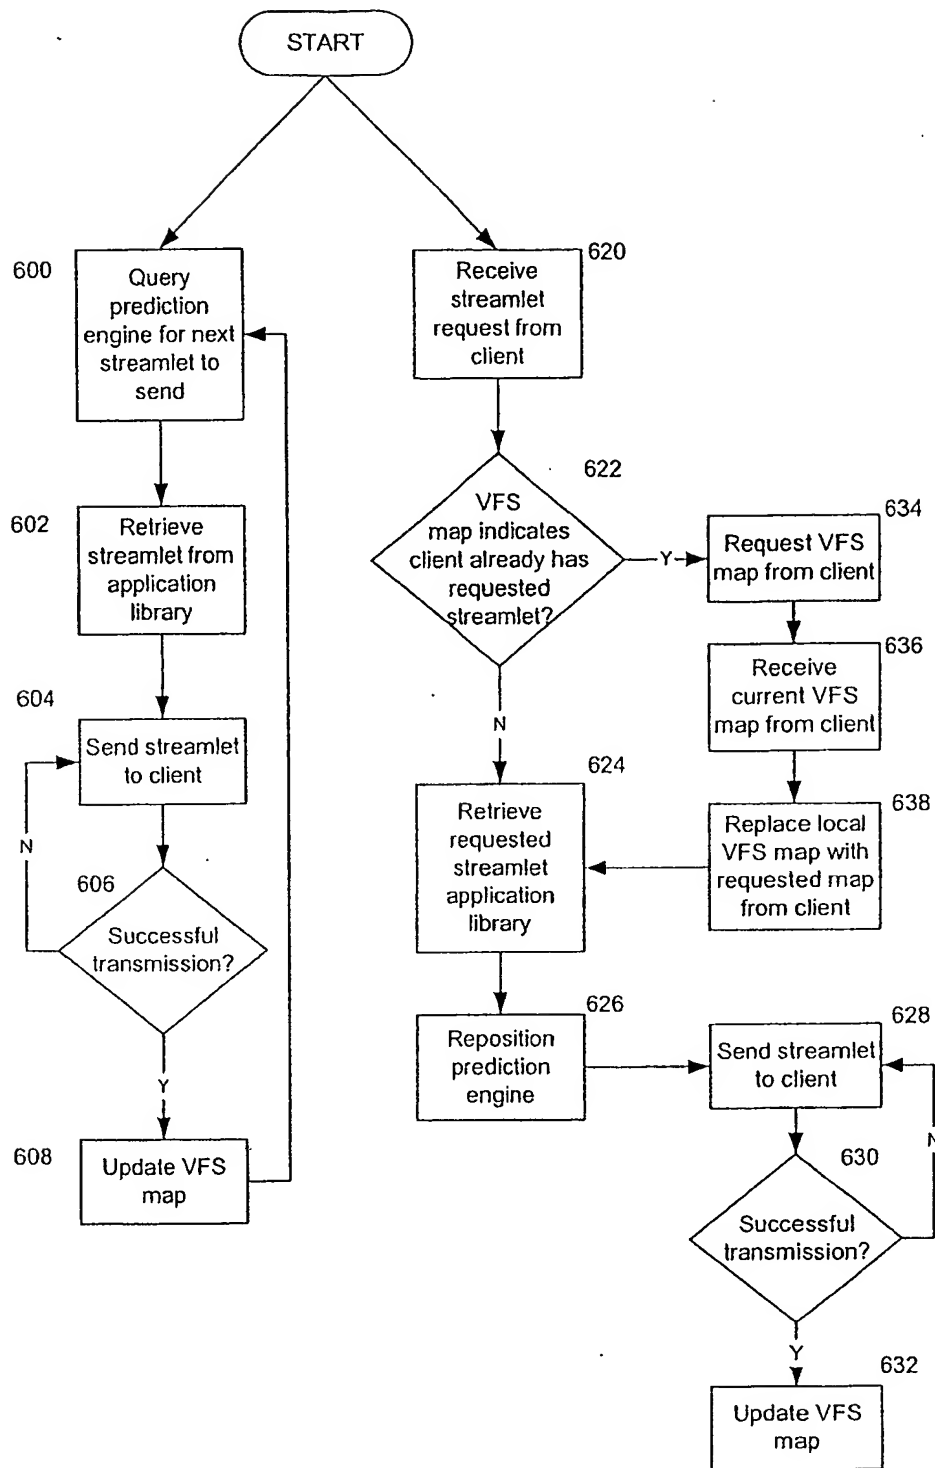 START
600
Query
prediction
engine for next
streamlet to
send
602
Retrieve
streamlet from
application
library
604
Send streamlet
to client
N
606
Successful
transmission?
Y
608
Update VFS
map
620
Receive
streamlet
request from
client
622
VFS
map indicates
client already has
requested
streamlet?
Y
N
634
Request VFS
map from client
636
Receive
current VFS
map from client
638
Replace local
VFS map with
requested map
from client
624
Retrieve
requested
streamlet
application
library
626
Reposition
prediction
engine
628
Send streamlet
to client
N
630
Successful
transmission?
Y
632
Update VFS
map